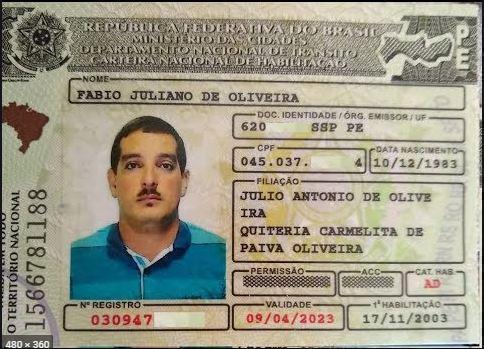 REPÚBLICA FEDERATIVA DO BRASIL
MINISTÉRIO DAS CIDADES
DEPARTAMENTO NACIONAL DE TRÂNSITO
CARTEIRA NACIONAL DE HABILITAÇÃO
PE
NOME
FABIO JULIANO DE OLIVEIRA
DOC. IDENTIDADE / ÓRG. EMISSOR / UF
620 SSP PE
CPF
045.037. 4
DATA NASCIMENTO
10/12/1983
FILIAÇÃO
JULIO ANTONIO DE OLIVE
IRA
QUITERIA CARMELITA DE
PAIVA OLIVEIRA
PERMISSÃO
ACC
CAT. HAB.
AD
Nº REGISTRO
030947
VALIDADE
09/04/2023
1ª HABILITAÇÃO
17/11/2003
O TERRITÓRIO NACIONAL
1566781188
480 × 360